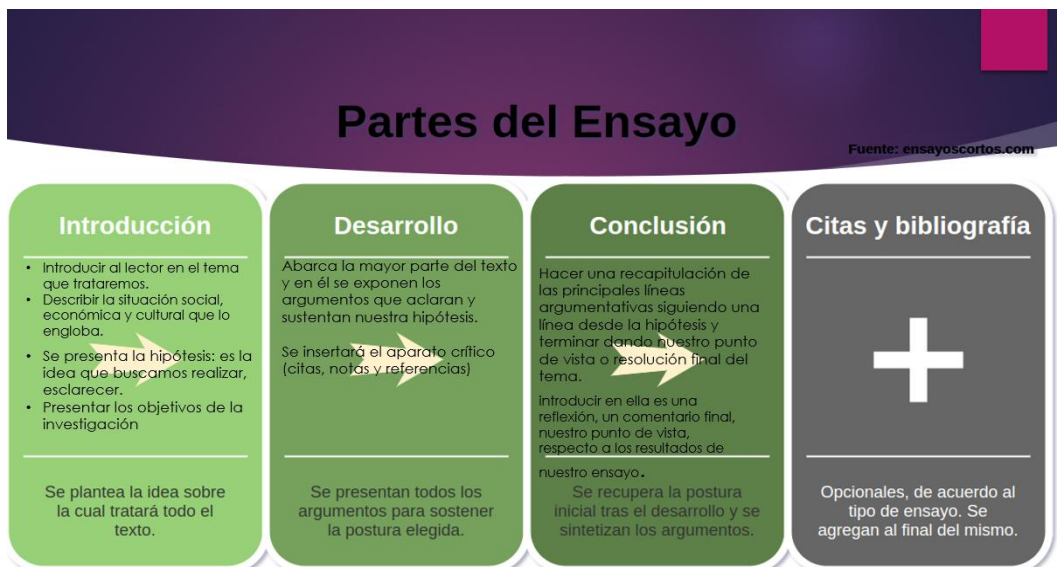 Partes del Ensayo
Fuente: ensayoscortos.com
Introducción
• Introducir al lector en el tema
que trataremos.
• Describir la situación social,
económica y cultural que lo
engloba.
• Se presenta la hipótesis: es la
idea que buscamos realizar,
esclarecer.
• Presentar los objetivos de la
investigación
Se plantea la idea sobre
la cual tratará todo el
texto.
Desarrollo
Abarca la mayor parte del texto
y en él se exponen los
argumentos que aclaran y
sustentan nuestra hipótesis.
Se insertará el aparato crítico
(citas, notas y referencias)
Se presentan todos los
argumentos para sostener
la postura elegida.
Conclusión
Hacer una recapitulación de
las principales líneas
argumentativas siguiendo una
línea desde la hipótesis y
terminar dando nuestro punto
de vista o resolución final del
tema.
introducir en ella es una
reflexión, un comentario final,
nuestro punto de vista,
respecto a los resultados de
nuestro ensayo.
Se recupera la postura
inicial tras el desarrollo y se
sintetizan los argumentos.
Citas y bibliografía
Opcionales, de acuerdo al
tipo de ensayo. Se
agregan al final del mismo.